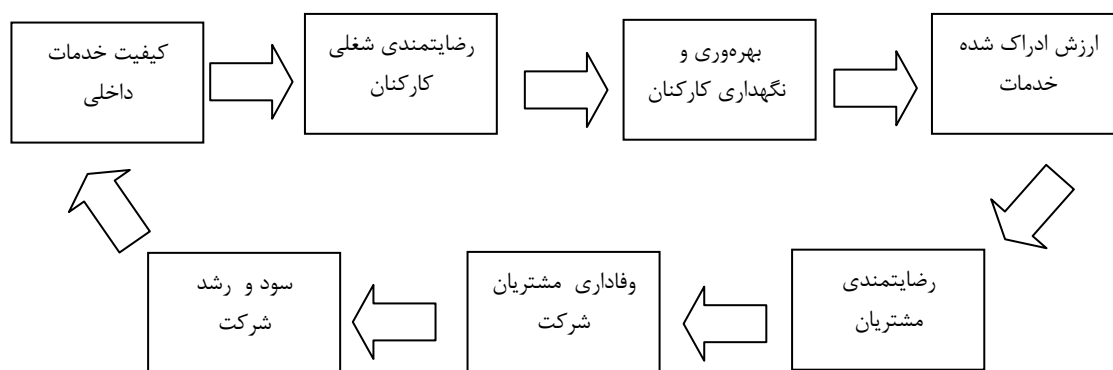 کیفیت خدمات
داخلی
رضایتمندی شغلی
کارکنان
بهره‌وری و
نگهداری کارکنان
ارزش ادراک شده
خدمات
رضایتمندی
مشتریان
وفاداری مشتریان
شرکت
سود و رشد
شرکت